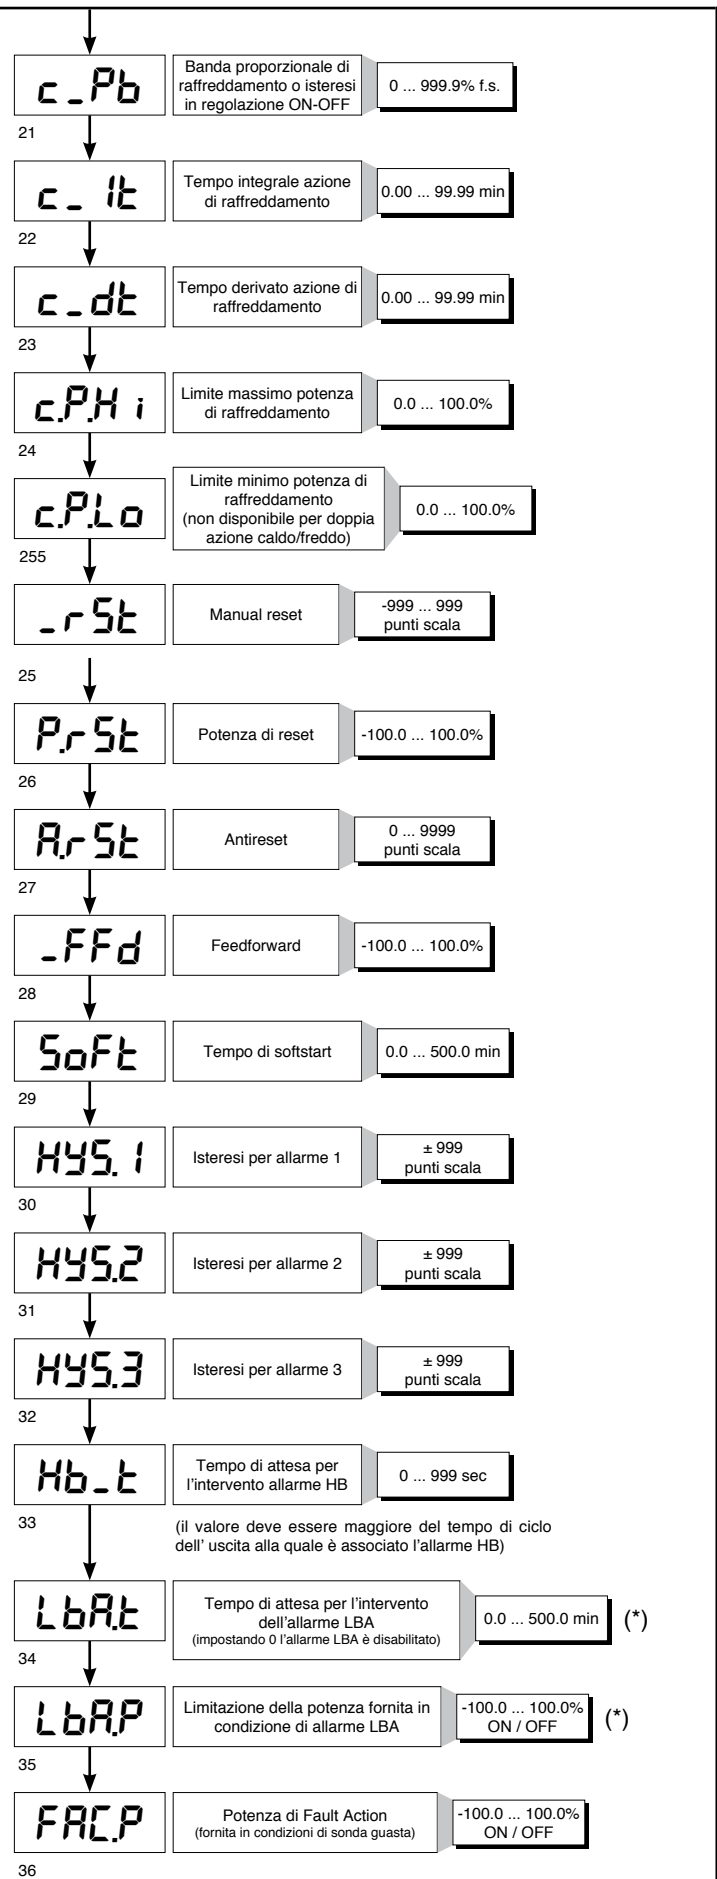 c_Pb
Banda proporzionale di
raffreddamento o isteresi
in regolazione ON-OFF
0 ... 999.9% f.s.
21
c_It
Tempo integrale azione
di raffreddamento
0.00 ... 99.99 min
22
c_dt
Tempo derivato azione di
raffreddamento
0.00 ... 99.99 min
23
c.P.Hi
Limite massimo potenza
di raffreddamento
0.0 ... 100.0%
24
c.P.Lo
Limite minimo potenza di
raffreddamento
(non disponibile per doppia
azione caldo/freddo)
0.0 ... 100.0%
255
_rSt
Manual reset
-999 ... 999
punti scala
25
P.rSt
Potenza di reset
-100.0 ... 100.0%
26
A.rSt
Antireset
0 ... 9999
punti scala
27
_FFd
Feedforward
-100.0 ... 100.0%
28
SoFt
Tempo di softstart
0.0 ... 500.0 min
29
HYS.1
Isteresi per allarme 1
± 999
punti scala
30
HYS.2
Isteresi per allarme 2
± 999
punti scala
31
HYS.3
Isteresi per allarme 3
± 999
punti scala
32
Hb_t
Tempo di attesa per
l'intervento allarme HB
0 ... 999 sec
33
(il valore deve essere maggiore del tempo di ciclo
dell' uscita alla quale è associato l'allarme HB)
LbA.t
Tempo di attesa per l'intervento
dell'allarme LBA
(impostando 0 l'allarme LBA è disabilitato)
0.0 ... 500.0 min
(*)
34
LbA.P
Limitazione della potenza fornita in
condizione di allarme LBA
-100.0 ... 100.0%
ON / OFF
(*)
35
FAC.P
Potenza di Fault Action
(fornita in condizioni di sonda guasta)
-100.0 ... 100.0%
ON / OFF
36